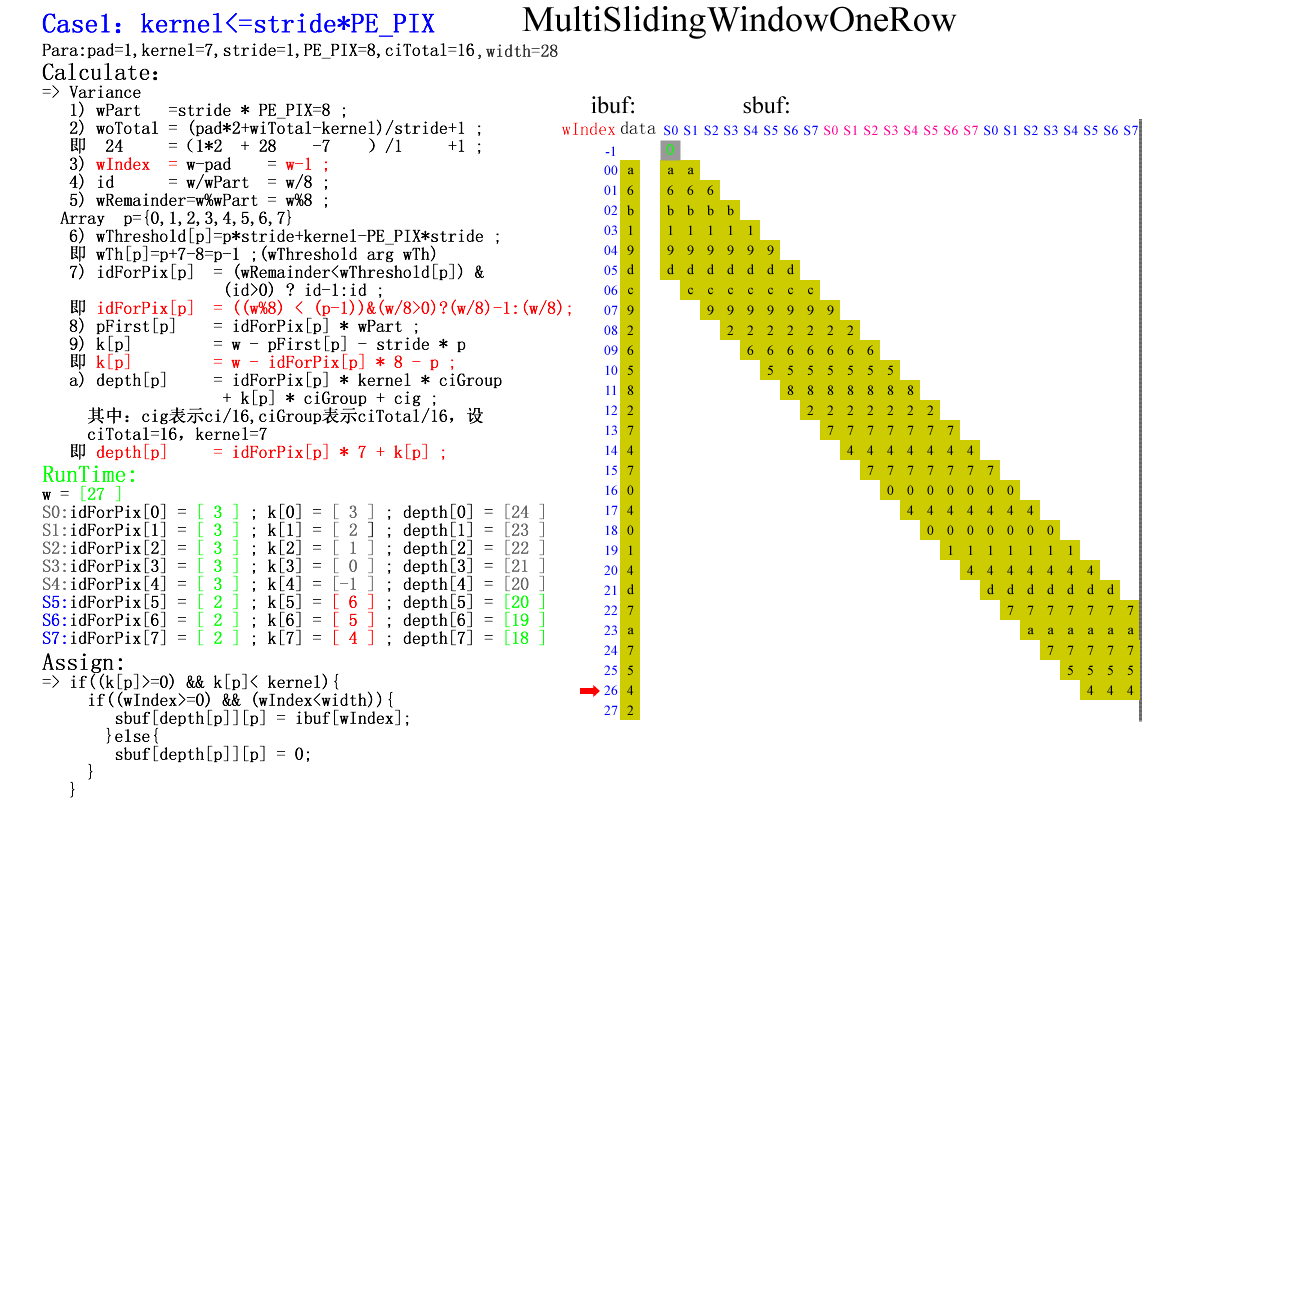 Case1: kernel<=stride*PE_PIX
MultiSlidingWindowOneRow
Para:pad=1,kernel=7,stride=1,PE_PIX=8,ciTotal=16,width=28
Calculate:
=> Variance
1) wPart =stride * PE_PIX=8 ;
2) woTotal = (pad*2+wiTotal-kernel)/stride+1 ;
即 24 = (1*2 + 28 -7 ) /1 +1 ;
3) wIndex = w-pad = w-1 ;
4) id = w/wPart = w/8 ;
5) wRemainder=w%wPart = w%8 ;
Array p={0,1,2,3,4,5,6,7}
6) wThreshold[p]=p*stride+kernel-PE_PIX*stride ;
即 wTh[p]=p+7-8=p-1 ;(wThreshold arg wTh)
7) idForPix[p] = (wRemainder<wThreshold[p]) &
(id>0) ? id-1:id ;
即 idForPix[p] = ((w%8) < (p-1))&(w/8>0)?(w/8)-1:(w/8);
8) pFirst[p] = idForPix[p] * wPart ;
9) k[p] = w - pFirst[p] - stride * p
即 k[p] = w - idForPix[p] * 8 - p ;
a) depth[p] = idForPix[p] * kernel * ciGroup
+ k[p] * ciGroup + cig ;
其中: cig表示ci/16,ciGroup表示ciTotal/16, 设
ciTotal=16, kernel=7
即 depth[p] = idForPix[p] * 7 + k[p] ;
RunTime:
w = [27 ]
S0:idForPix[0] = [ 3 ] ; k[0] = [ 3 ] ; depth[0] = [24 ]
S1:idForPix[1] = [ 3 ] ; k[1] = [ 2 ] ; depth[1] = [23 ]
S2:idForPix[2] = [ 3 ] ; k[2] = [ 1 ] ; depth[2] = [22 ]
S3:idForPix[3] = [ 3 ] ; k[3] = [ 0 ] ; depth[3] = [21 ]
S4:idForPix[4] = [ 3 ] ; k[4] = [-1 ] ; depth[4] = [20 ]
S5:idForPix[5] = [ 2 ] ; k[5] = [ 6 ] ; depth[5] = [20 ]
S6:idForPix[6] = [ 2 ] ; k[6] = [ 5 ] ; depth[6] = [19 ]
S7:idForPix[7] = [ 2 ] ; k[7] = [ 4 ] ; depth[7] = [18 ]
Assign:
=> if((k[p]>=0) && k[p]< kernel){
if((wIndex>=0) && (wIndex<width)){
sbuf[depth[p]][p] = ibuf[wIndex];
}else{
sbuf[depth[p]][p] = 0;
}
}
ibuf: sbuf:
wIndex data S0 S1 S2 S3 S4 S5 S6 S7 S0 S1 S2 S3 S4 S5 S6 S7 S0 S1 S2 S3 S4 S5 S6 S7
-1 0
00 a a a
01 6 6 6 6
02 b b b b b
03 1 1 1 1 1 1
04 9 9 9 9 9 9 9
05 d d d d d d d d
06 c c c c c c c c
07 9 9 9 9 9 9 9 9
08 2 2 2 2 2 2 2 2
09 6 6 6 6 6 6 6 6
10 5 5 5 5 5 5 5 5
11 8 8 8 8 8 8 8 8
12 2 2 2 2 2 2 2 2
13 7 7 7 7 7 7 7 7
14 4 4 4 4 4 4 4 4
15 7 7 7 7 7 7 7 7
16 0 0 0 0 0 0 0 0
17 4 4 4 4 4 4 4 4
18 0 0 0 0 0 0 0 0
19 1 1 1 1 1 1 1 1
20 4 4 4 4 4 4 4 4
21 d d d d d d d d
22 7 7 7 7 7 7 7 7
23 a a a a a a a
24 7 7 7 7 7 7
25 5 5 5 5 5
26 4 4 4 4
27 2